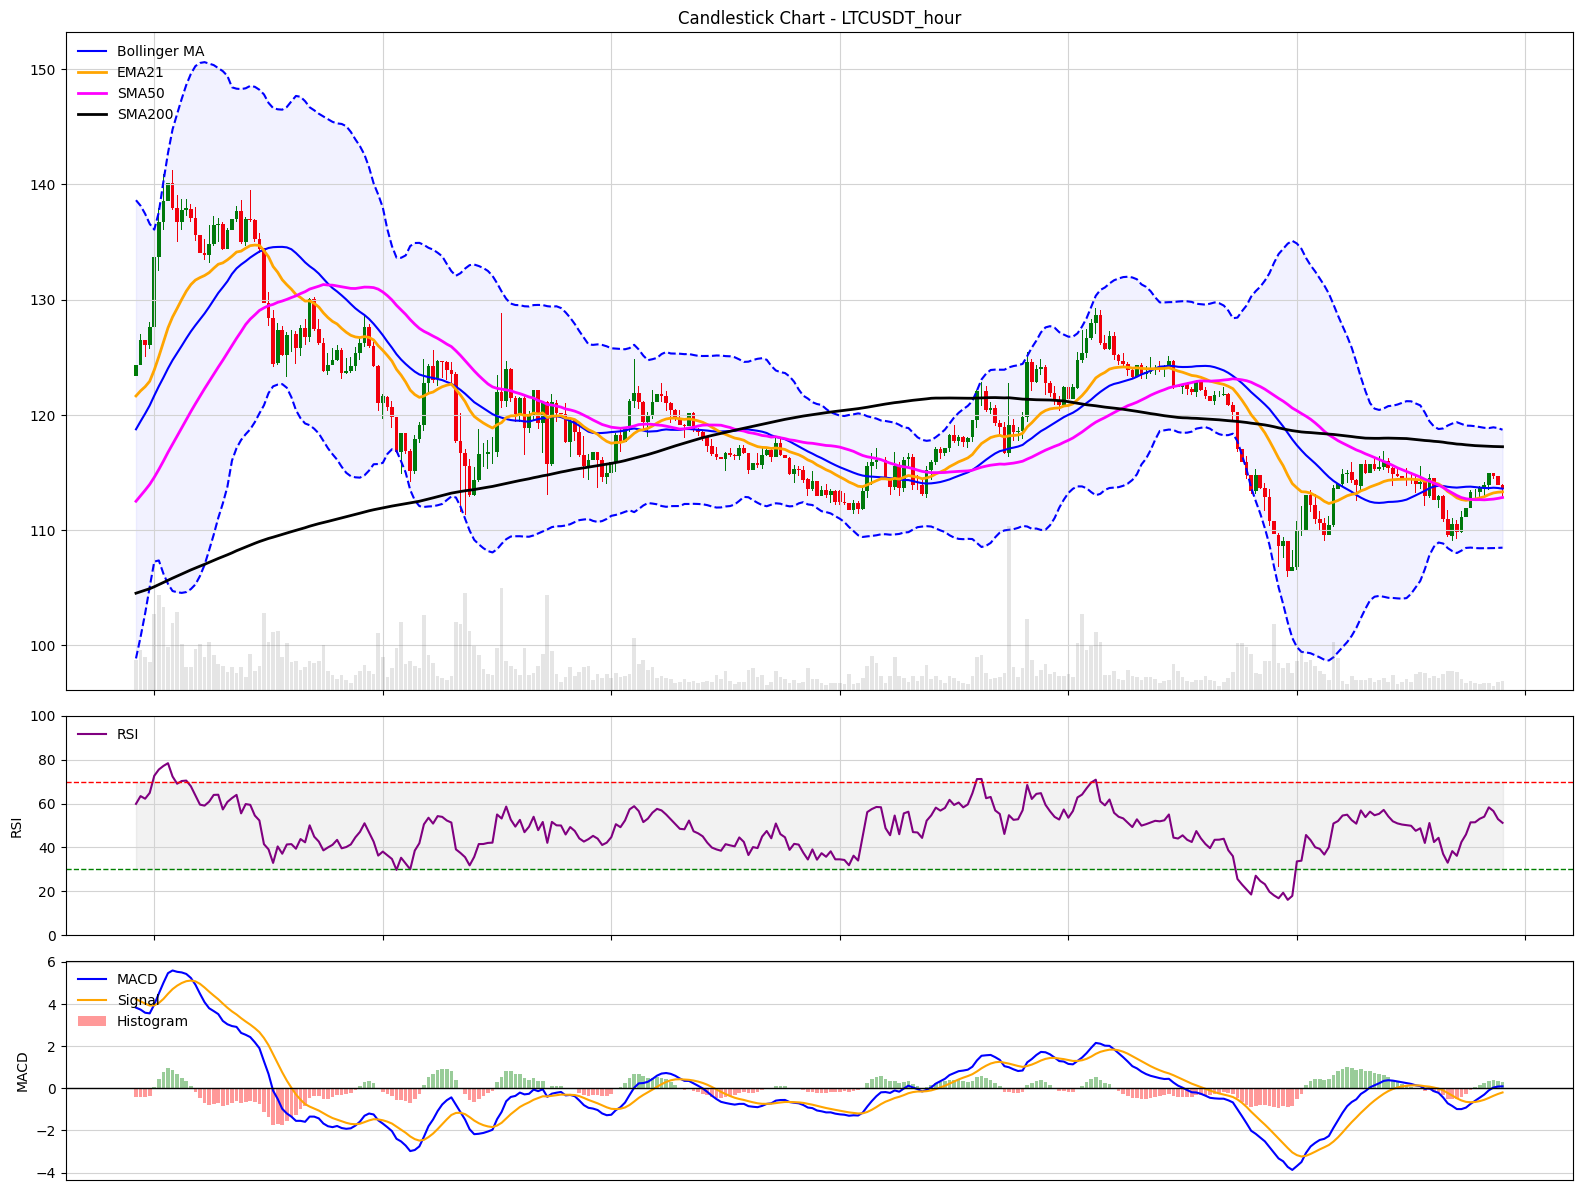 Candlestick Chart - LTCUSDT_hour
Bollinger MA
EMA21
SMA50
SMA200
150
140
130
120
110
100
RSI
100
80
60
40
20
0
RSI
MACD
Signal
Histogram
6
4
2
0
−2
−4
MACD